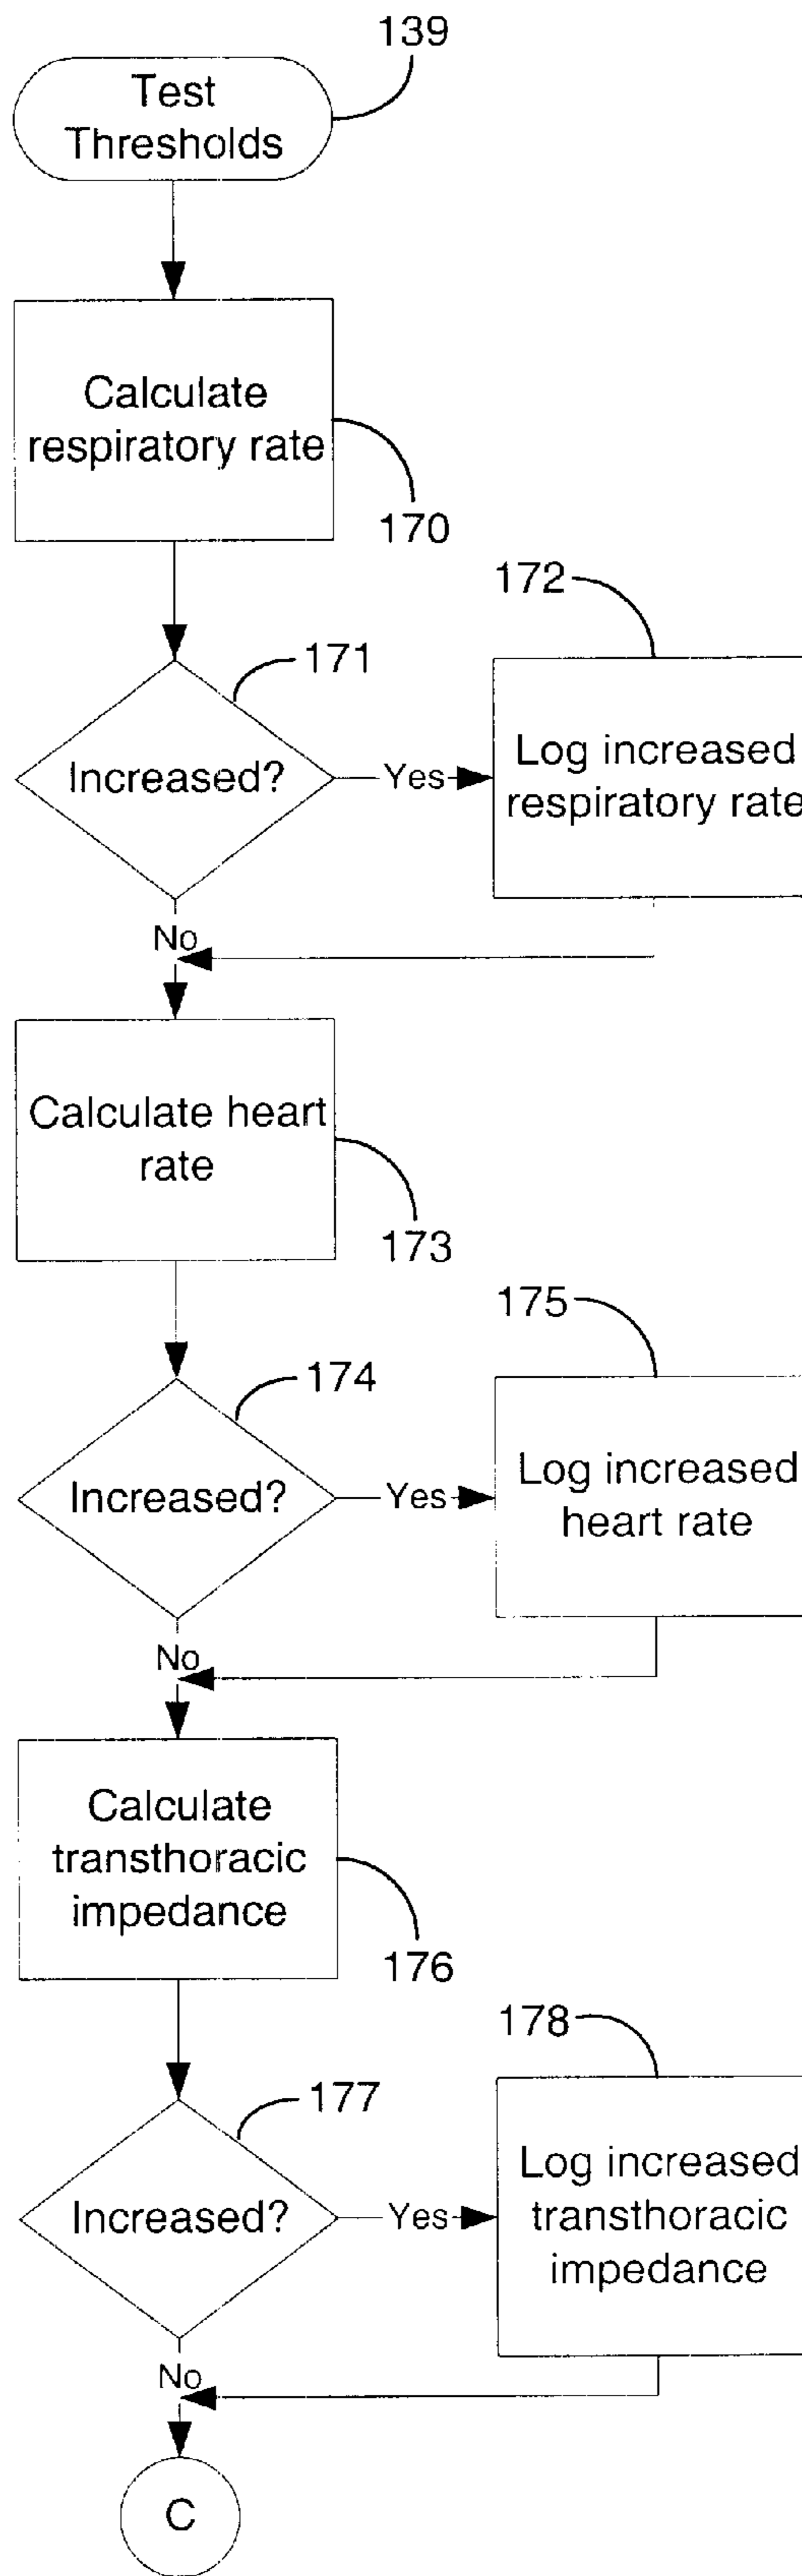 139
Test
Thresholds
Calculate
respiratory rate
170
171
Increased?
Yes
172
Log increased
respiratory rate
No
Calculate heart
rate
173
174
Increased?
Yes
175
Log increased
heart rate
No
Calculate
transthoracic
impedance
176
177
Increased?
Yes
178
Log increased
transthoracic
impedance
No
C